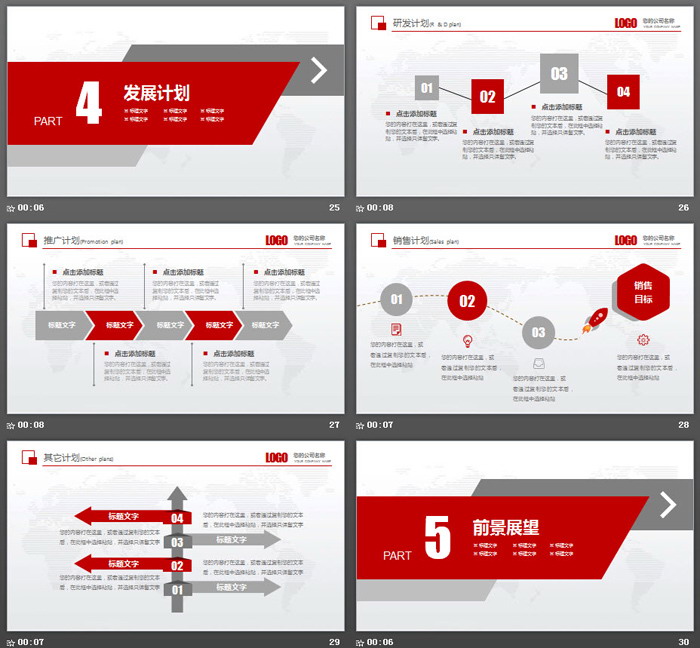 PART
4
发展计划
※ 标题文字 ※ 标题文字 ※ 标题文字
※ 标题文字 ※ 标题文字 ※ 标题文字
00:06
25
研发计划(R & D plan)
LOGO
您的公司名称
YOUR COMPANY NAME
01
02
03
04
点击添加标题
您的内容打在这里，或者通过复
制您的文本后，在此框中选择粘
贴，并选择只保留文字。
点击添加标题
您的内容打在这里，或者通过复
制您的文本后，在此框中选择粘
贴，并选择只保留文字。
点击添加标题
您的内容打在这里，或者通过复
制您的文本后，在此框中选择粘
贴，并选择只保留文字。
点击添加标题
您的内容打在这里，或者通过复
制您的文本后，在此框中选择粘
贴，并选择只保留文字。
00:08
26
推广计划(Promotion plan)
LOGO
您的公司名称
YOUR COMPANY NAME
点击添加标题
您的内容打在这里，或者通过
复制您的文本后，在此框中选
择粘贴，并选择只保留文字。
点击添加标题
您的内容打在这里，或者通过
复制您的文本后，在此框中选
择粘贴，并选择只保留文字。
点击添加标题
您的内容打在这里，或者通过
复制您的文本后，在此框中选
择粘贴，并选择只保留文字。
标题文字 标题文字 标题文字 标题文字 标题文字
点击添加标题
您的内容打在这里，或者通过
复制您的文本后，在此框中选
择粘贴，并选择只保留文字。
点击添加标题
您的内容打在这里，或者通过
复制您的文本后，在此框中选
择粘贴，并选择只保留文字。
00:08
27
销售计划(Sales plan)
LOGO
您的公司名称
YOUR COMPANY NAME
01
02
03
销售
目标
您的内容打在这里，或
者通过复制您的文本后，
在此框中选择粘贴
您的内容打在这里，或
者通过复制您的文本后，
在此框中选择粘贴
您的内容打在这里，或
者通过复制您的文本后，
在此框中选择粘贴
您的内容打在这里，或
者通过复制您的文本后，
在此框中选择粘贴
00:07
28
其它计划(Other plans)
LOGO
您的公司名称
YOUR COMPANY NAME
标题文字
04
您的内容打在这里，或者通过复制您的文本
后，在此框中选择粘贴，并选择只保留文字
您的内容打在这里，或者通过复制您的文本
后，在此框中选择粘贴，并选择只保留文字
03
标题文字
标题文字
02
您的内容打在这里，或者通过复制您的文本
后，在此框中选择粘贴，并选择只保留文字
您的内容打在这里，或者通过复制您的文本
后，在此框中选择粘贴，并选择只保留文字
01
标题文字
00:07
29
PART
5
前景展望
※ 标题文字 ※ 标题文字 ※ 标题文字
※ 标题文字 ※ 标题文字 ※ 标题文字
00:06
30